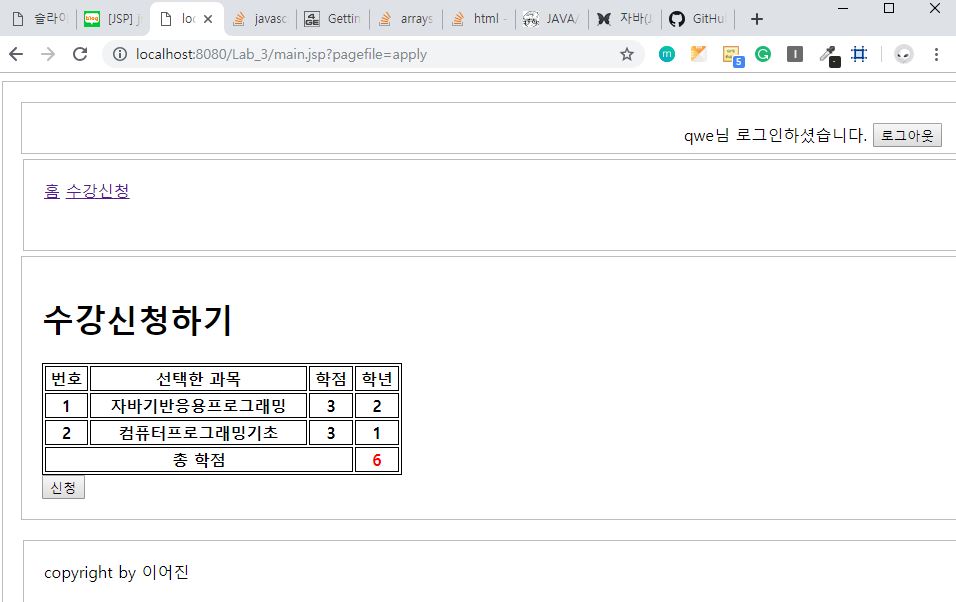 슬라이
[JSP] j
loc
javasc
Gettin
arrays
html -
JAVA/
자바(J
GitHu
localhost:8080/Lab_3/main.jsp?pagefile=apply
5
qwe님 로그인하셨습니다. 로그아웃
홈 수강신청
수강신청하기
번호 선택한 과목 학점 학년
1 자바기반응용프로그래밍 3 2
2 컴퓨터프로그래밍기초 3 1
총 학점 6
신청
copyright by 이어진